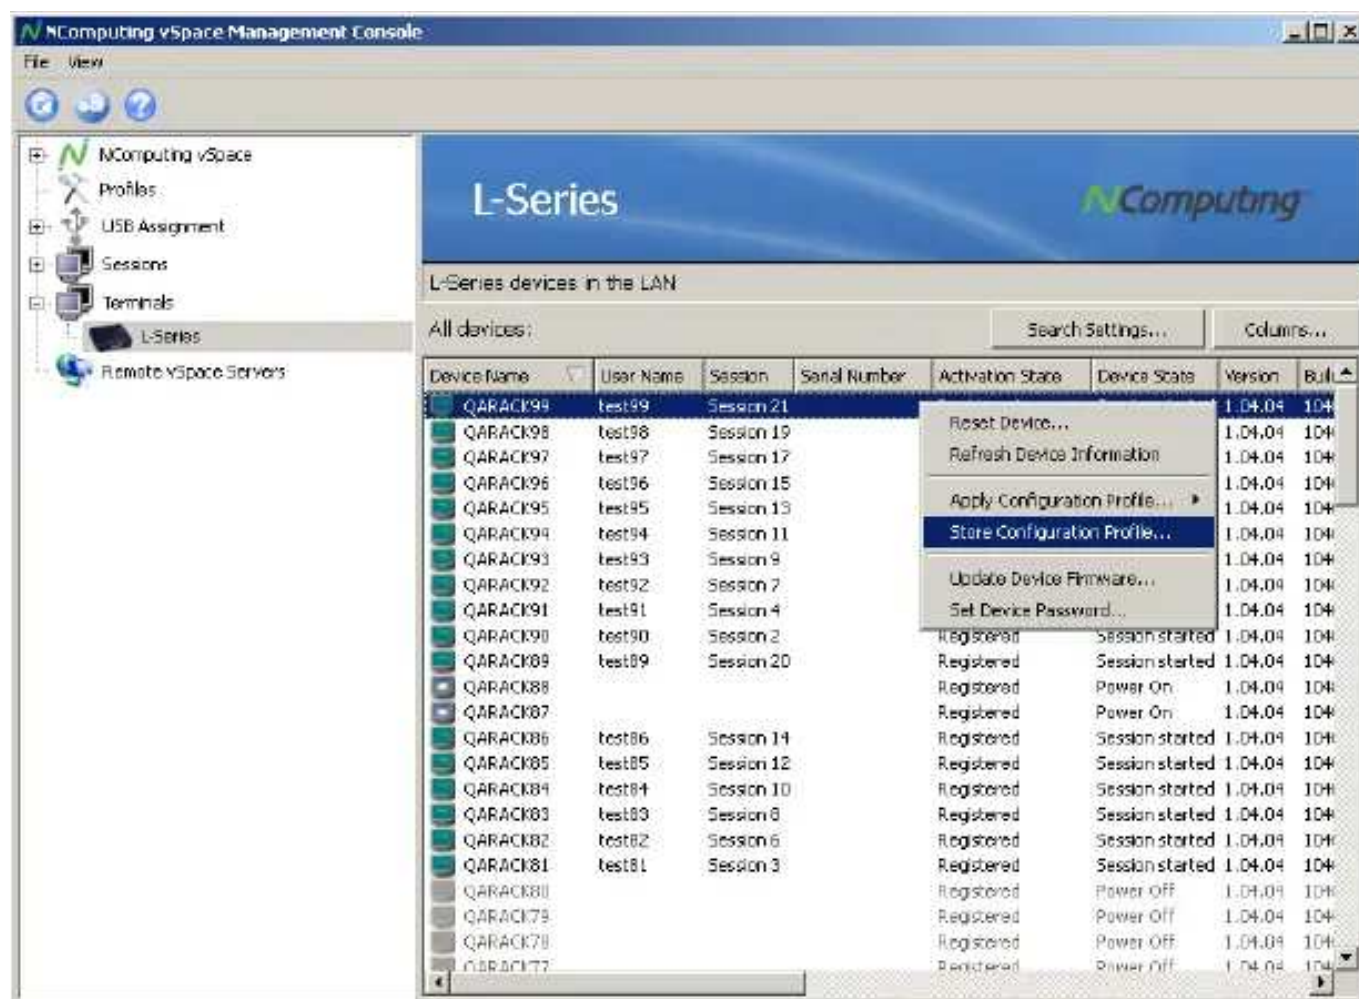 NComputing vSpace Management Console
File View
NComputing vSpace
Profiles
USB Assignment
Sessions
Terminals
L-Series
Remote vSpace Servers
L-Series
NComputing
L-Series devices in the LAN
All devices:
Search Settings...
Columns...
Device Name User Name Session Serial Number Activation State Device State Version
QARACK99 test99 Session 21 1.04.04
QARACK98 test98 Session 19 1.04.04
QARACK97 test97 Session 17 1.04.04
QARACK96 test96 Session 15 1.04.04
QARACK95 test95 Session 13 1.04.04
QARACK94 test94 Session 11 1.04.04
QARACK93 test93 Session 9 1.04.04
QARACK92 test92 Session 7 1.04.04
QARACK91 test91 Session 4 1.04.04
QARACK90 test90 Session 2 Registered Session started 1.04.04
QARACK89 test89 Session 20 Registered Session started 1.04.04
QARACK88 Registered Power On 1.04.04
QARACK87 Registered Power On 1.04.04
QARACK86 test86 Session 14 Registered Session started 1.04.04
QARACK85 test85 Session 12 Registered Session started 1.04.04
QARACK84 test84 Session 10 Registered Session started 1.04.04
QARACK83 test83 Session 8 Registered Session started 1.04.04
QARACK82 test82 Session 6 Registered Session started 1.04.04
QARACK81 test81 Session 3 Registered Session started 1.04.04
QARACK80 Registered Power Off 1.04.04
QARACK79 Registered Power Off 1.04.04
QARACK78 Registered Power Off 1.04.04
QARACK77 Registered Power Off 1.04.04
Reset Device...
Refresh Device Information
Apply Configuration Profile...
Store Configuration Profile...
Update Device Firmware...
Set Device Password...